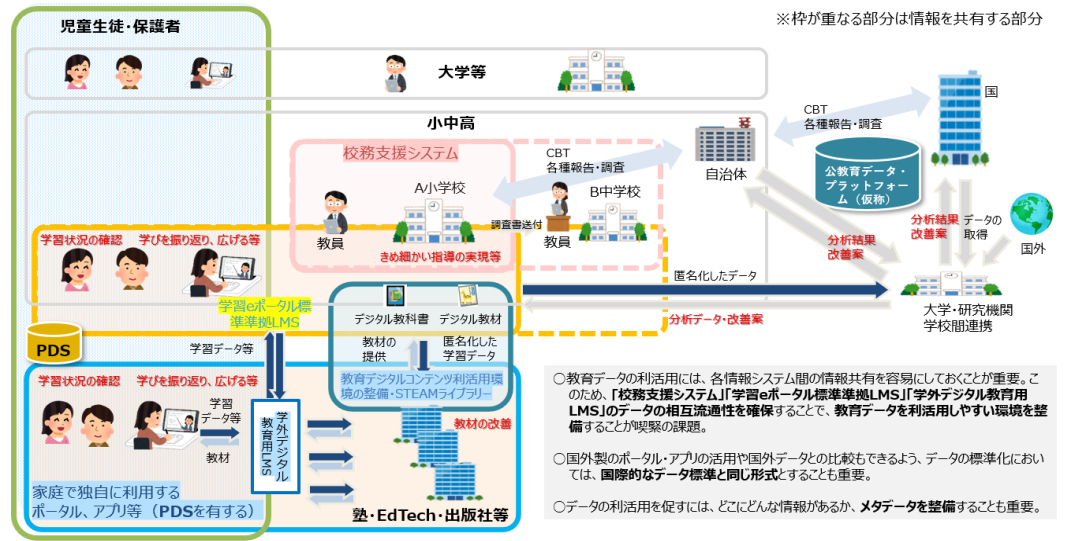 児童生徒・保護者
※枠が重なる部分は情報を共有する部分
大学等
小中高
校務支援システム
A小学校
教員
きめ細かい指導の実現等
CBT
各種報告・調査
調査書送付
教員
B中学校
自治体
CBT
各種報告・調査
国
公教育データ・
プラットフォー
ム（仮称）
分析結果
改善案
分析結果
改善案
データの
取得
国外
大学・研究機関
学校間連携
匿名化したデータ
分析データ・改善案
学習状況の確認
学びを振り返り、広げる等
学習eポータル標
準準拠LMS
デジタル教科書
デジタル教材
教材の
提供
匿名化した
学習データ
教育デジタルコンテンツ利活用環
境の整備・STEAMライブラリー
PDS
学習データ等
学習状況の確認
学びを振り返り、広げる等
学習
データ等
教材
学外デジタル
教育用LMS
教材の改善
家庭で独自に利用する
ポータル、アプリ等（PDSを有する）
塾・EdTech・出版社等
○教育データの利活用には、各情報システム間の情報共有を容易にしておくことが重要。こ
のため、「校務支援システム」「学習eポータル標準準拠LMS」「学外デジタル教育用
LMS」のデータの相互流通性を確保することで、教育データを利活用しやすい環境を整
備することが喫緊の課題。
○国外製のポータル・アプリの活用や国外データとの比較もできるよう、データの標準化にお
いては、国際的なデータ標準と同じ形式とすることも重要。
○データの利活用を促すには、どこにどんな情報があるか、メタデータを整備することも重要。